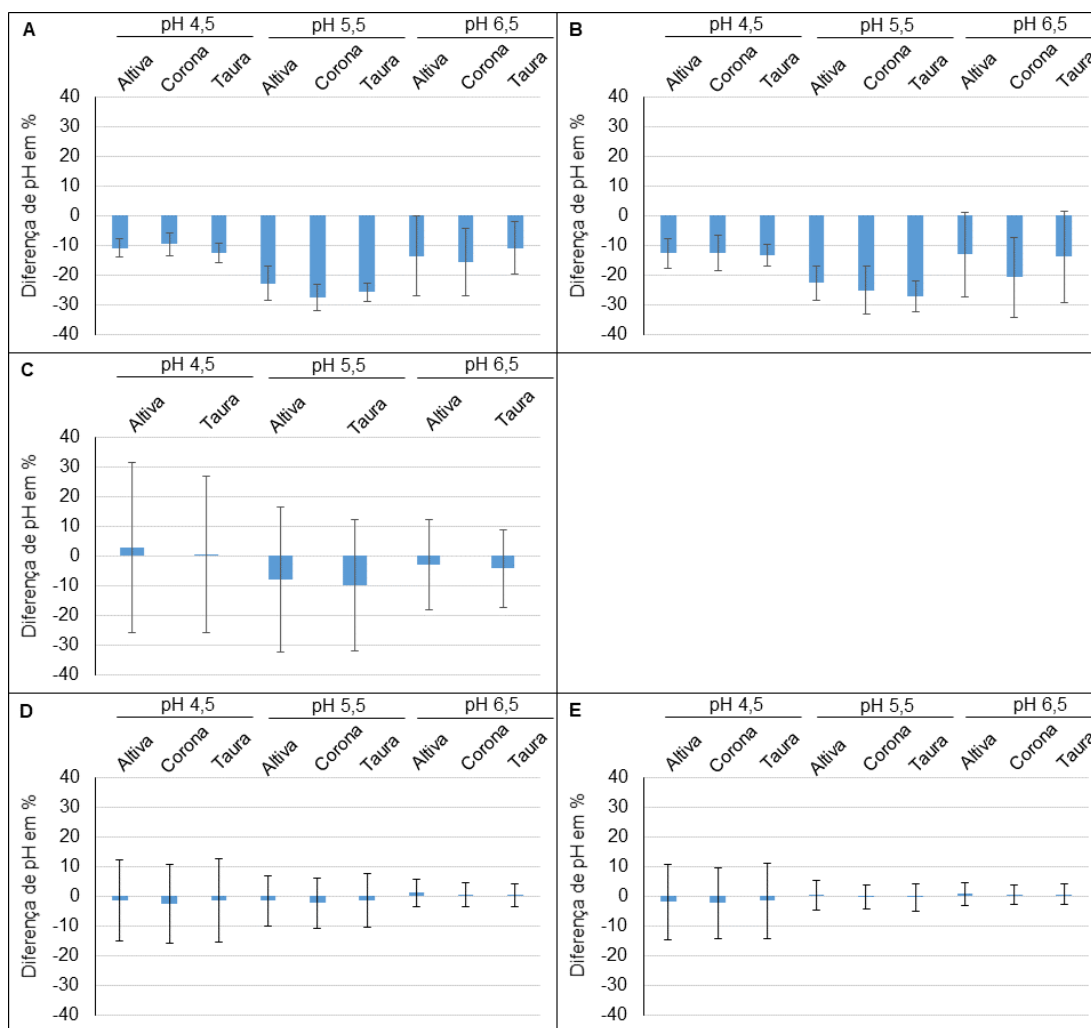 A
pH 4,5
pH 5,5
pH 6,5
Altiva
Corona
Taura
Altiva
Corona
Taura
Altiva
Corona
Taura
Diferença de pH em %
40
30
20
10
0
-10
-20
-30
-40
B
pH 4,5
pH 5,5
pH 6,5
Altiva
Corona
Taura
Altiva
Corona
Taura
Altiva
Corona
Taura
Diferença de pH em %
40
30
20
10
0
-10
-20
-30
-40
C
pH 4,5
pH 5,5
pH 6,5
Altiva
Taura
Altiva
Taura
Altiva
Taura
Diferença de pH em %
40
30
20
10
0
-10
-20
-30
-40
D
pH 4,5
pH 5,5
pH 6,5
Altiva
Corona
Taura
Altiva
Corona
Taura
Altiva
Corona
Taura
Diferença de pH em %
40
30
20
10
0
-10
-20
-30
-40
E
pH 4,5
pH 5,5
pH 6,5
Altiva
Corona
Taura
Altiva
Corona
Taura
Altiva
Corona
Taura
Diferença de pH em %
40
30
20
10
0
-10
-20
-30
-40